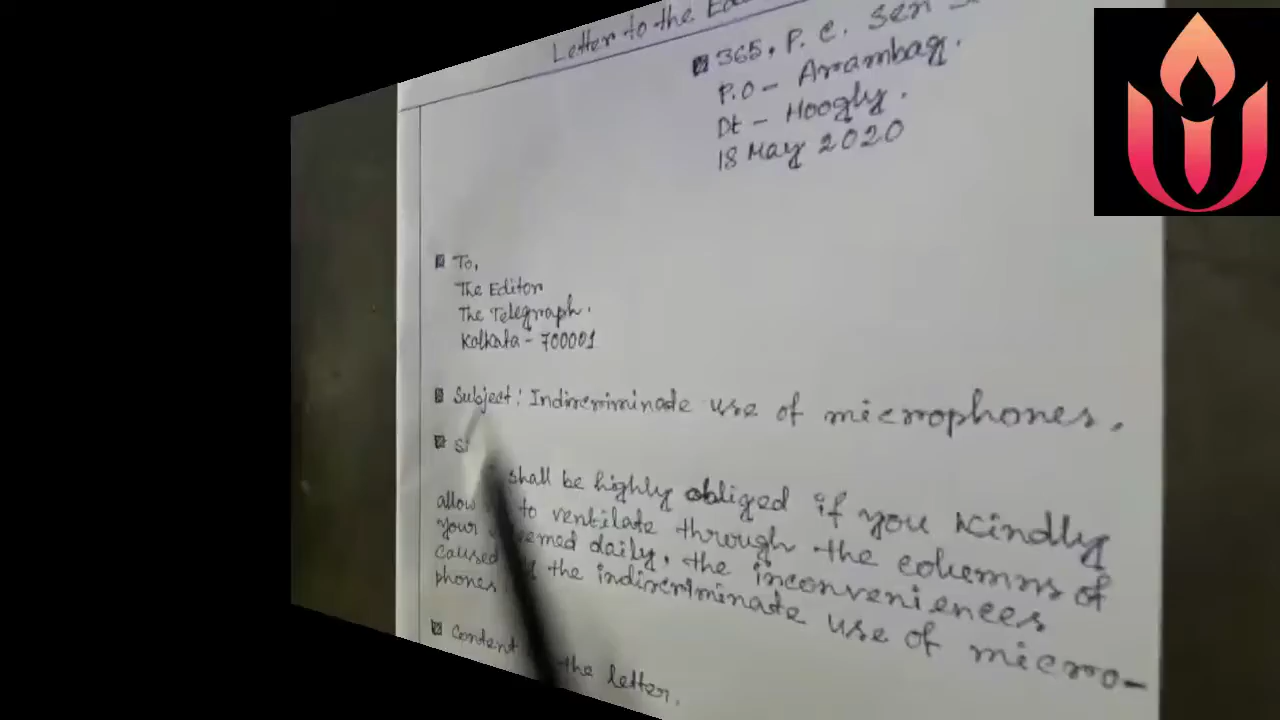 Letter to the
365, P. C. Sen
P.O - Arambag.
Dt - Hoogly.
18 May 2020
To,
The Editor
The Telegraph.
Kolkata - 700001
Subject: Indiscriminate use of microphones.
shall be highly obliged if you kindly
allow to ventilate through the columns of
your daily, the inconveniences
caused the indiscriminate use of micro-
phones
Content the letter.